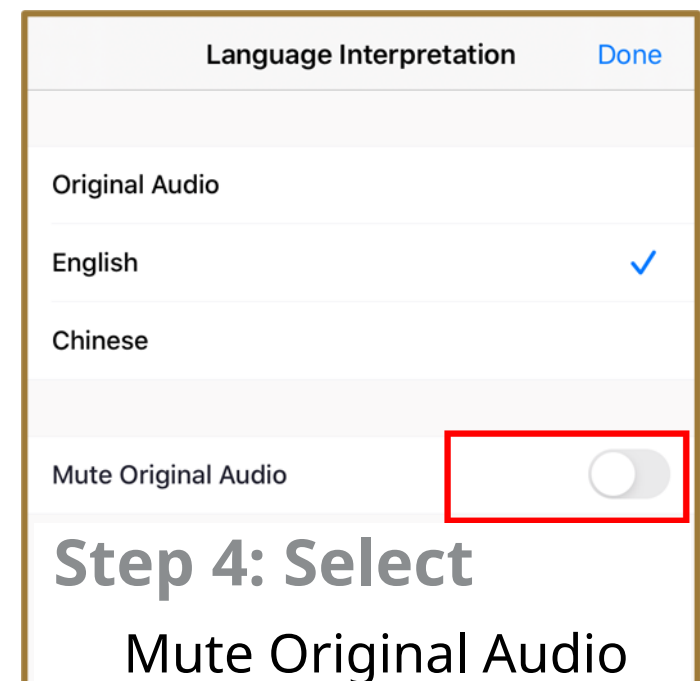 Language Interpretation Done
Original Audio
English
Chinese
Mute Original Audio
Step 4: Select
Mute Original Audio